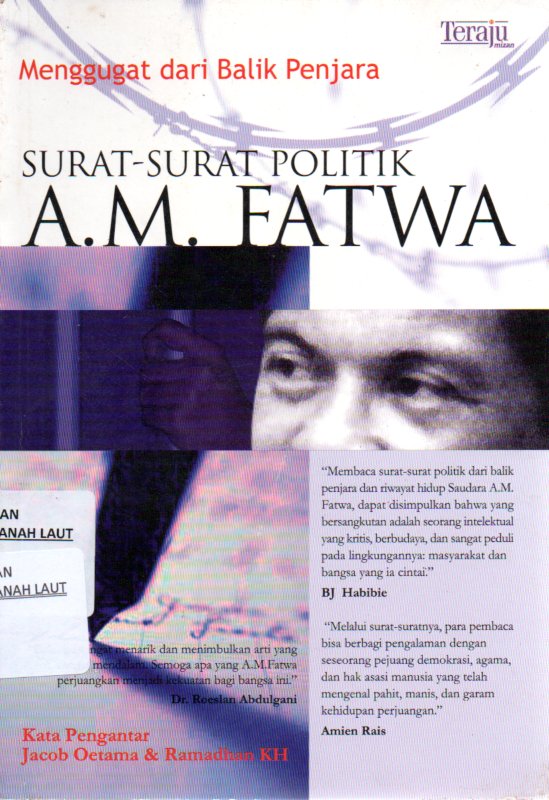 Teraju
mizan
Menggugat dari Balik Penjara
SURAT-SURAT POLITIK
A.M. FATWA
"Membaca surat-surat politik dari balik
penjara dan riwayat hidup Saudara A.M.
Fatwa, dapat disimpulkan bahwa yang
bersangkutan adalah seorang intelektual
yang kritis, berbudaya, dan sangat peduli
pada lingkungannya: masyarakat dan
bangsa yang ia cintai."
BJ Habibie
"Melalui surat-suratnya, para pembaca
bisa berbagi pengalaman dengan
seseorang pejuang demokrasi, agama,
dan hak asasi manusia yang telah
mengenal pahit, manis, dan garam
kehidupan perjuangan."
Amien Rais
AN
ANAH LAUT
AN
ANAH LAUT
menarik dan menimbulkan arti yang
mendalam. Semoga apa yang A.M.Fatwa
perjuangkan menjadi kekuatan bagi bangsa ini."
Dr. Roeslan Abdulgani
Kata Pengantar
Jacob Oetama & Ramadhan KH